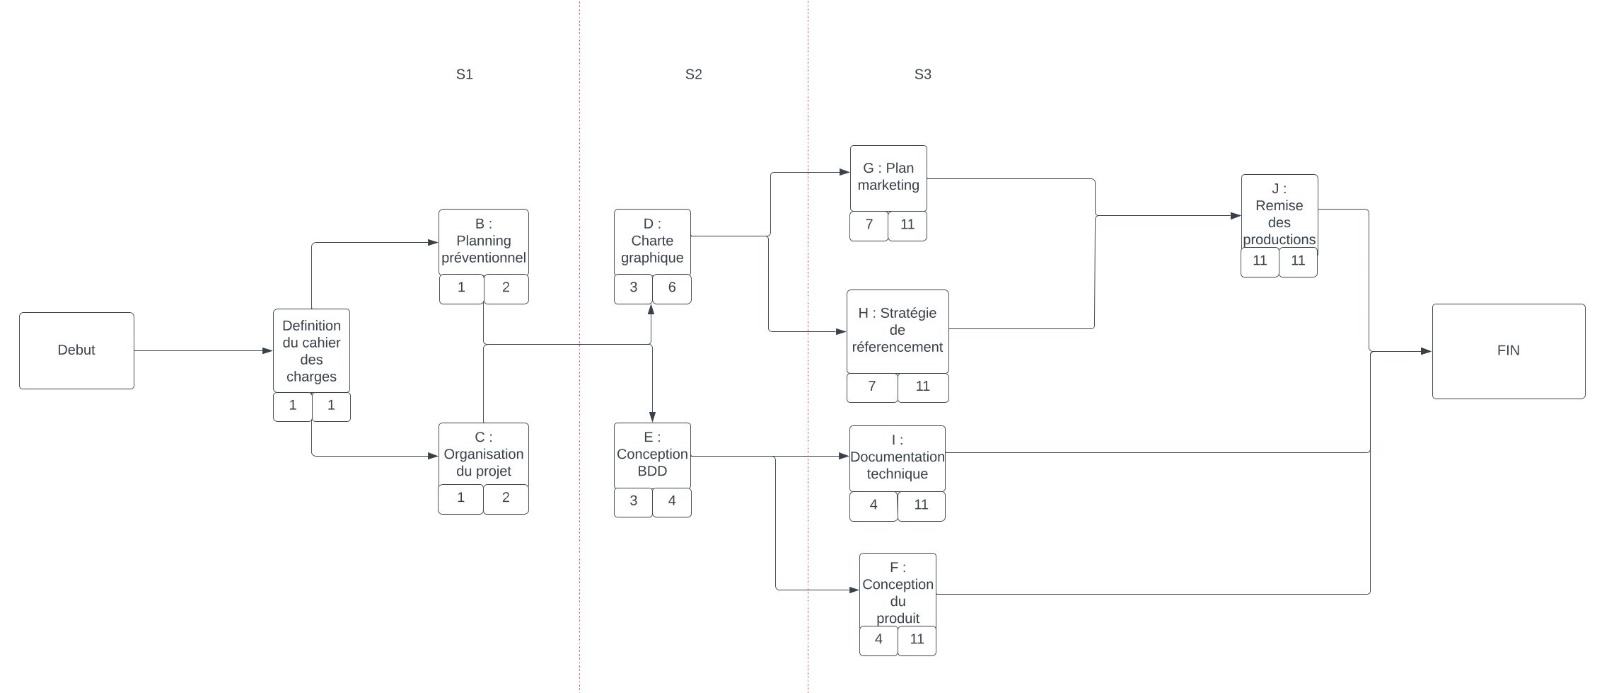 S1
S2
S3
Debut
Definition
du cahier
des
charges
1 1
B :
Planning
préventionnel
1 2
C :
Organisation
du projet
1 2
D :
Charte
graphique
3 6
E :
Conception
BDD
3 4
G : Plan
marketing
7 11
H : Stratégie
de
réferencement
7 11
I :
Documentation
technique
4 11
F :
Conception
du
produit
4 11
J :
Remise
des
productions
11 11
FIN